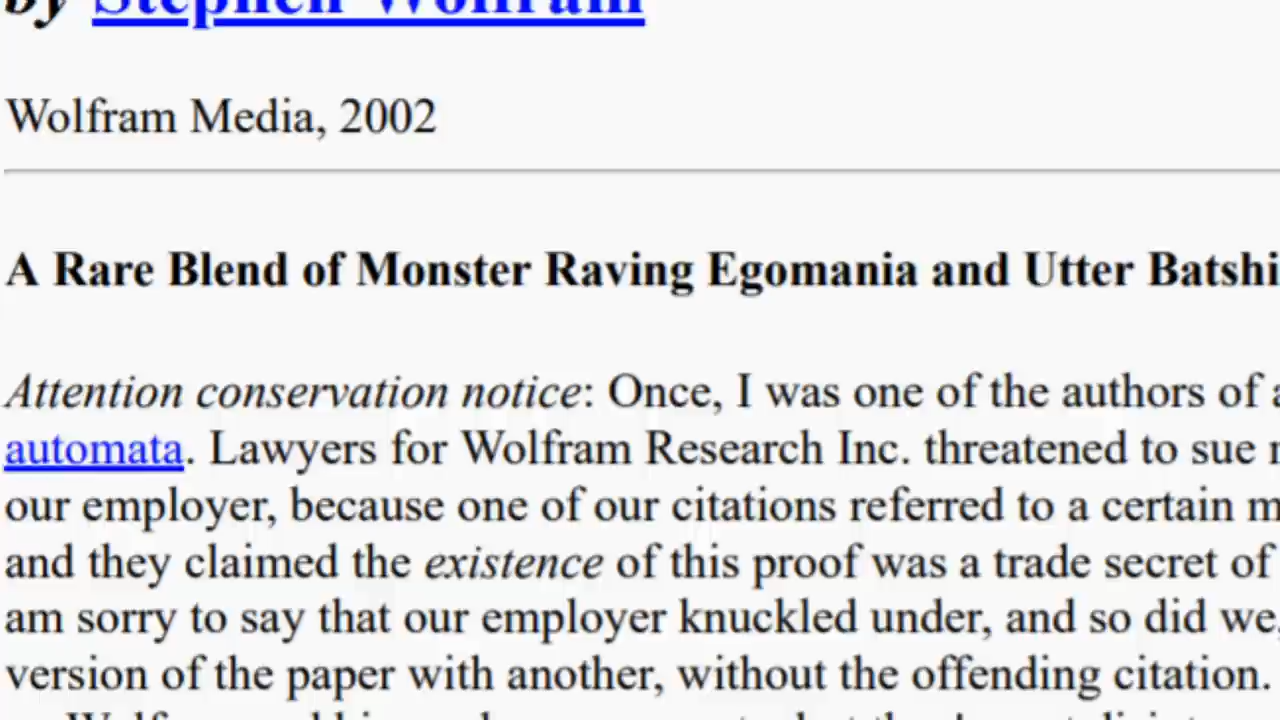 by Stephen Wolfram
Wolfram Media, 2002
A Rare Blend of Monster Raving Egomania and Utter Batshi
Attention conservation notice: Once, I was one of the authors of a
automata. Lawyers for Wolfram Research Inc. threatened to sue
our employer, because one of our citations referred to a certain
and they claimed the existence of this proof was a trade secret of
am sorry to say that our employer knuckled under, and so did we,
version of the paper with another, without the offending citation.